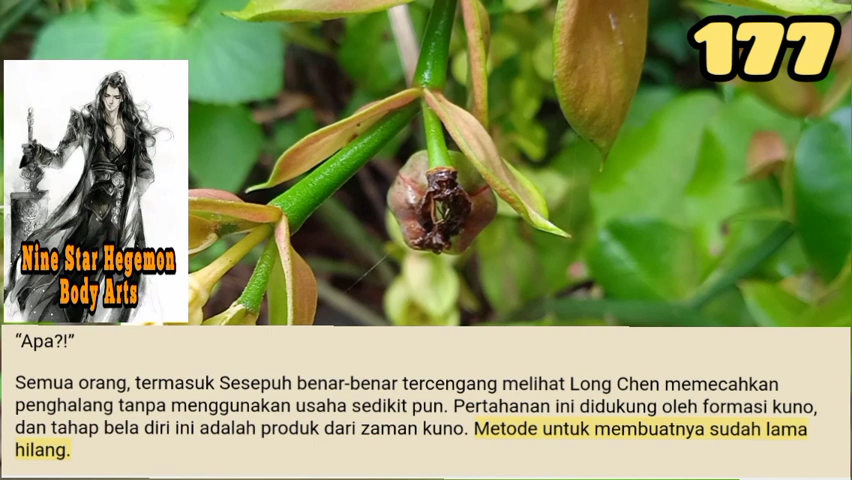 177
Nine Star Hegemon
Body Arts
“Apa?!”
Semua orang, termasuk Sesepuh benar-benar tercengang melihat Long Chen memecahkan
penghalang tanpa menggunakan usaha sedikit pun. Pertahanan ini didukung oleh formasi kuno,
dan tahap bela diri ini adalah produk dari zaman kuno. Metode untuk membuatnya sudah lama
hilang.